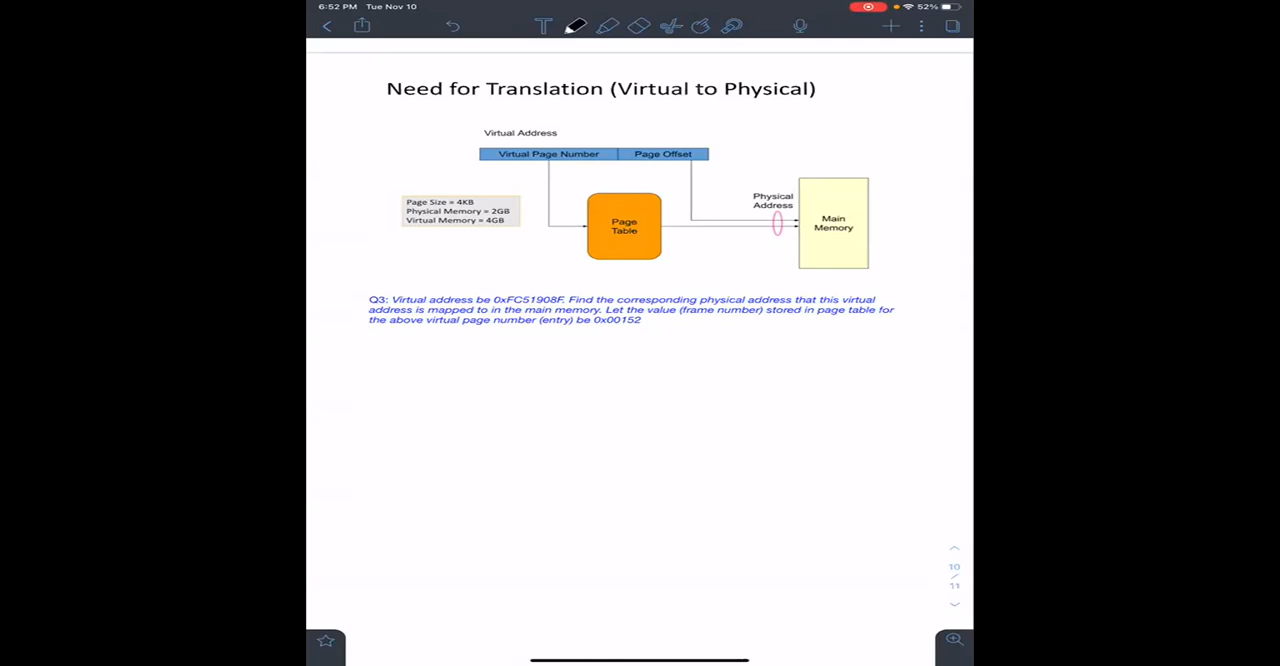 6:52 PM Tue Nov 10
52%
T
Need for Translation (Virtual to Physical)
Virtual Address
Virtual Page Number Page Offset
Page Size = 4KB
Physical Memory = 2GB
Virtual Memory = 4GB
Page
Table
Physical
Address
Main
Memory
Q3: Virtual address be 0xFC51908F. Find the corresponding physical address that this virtual
address is mapped to in the main memory. Let the value (frame number) stored in page table for
the above virtual page number (entry) be 0x00152
10
/
11